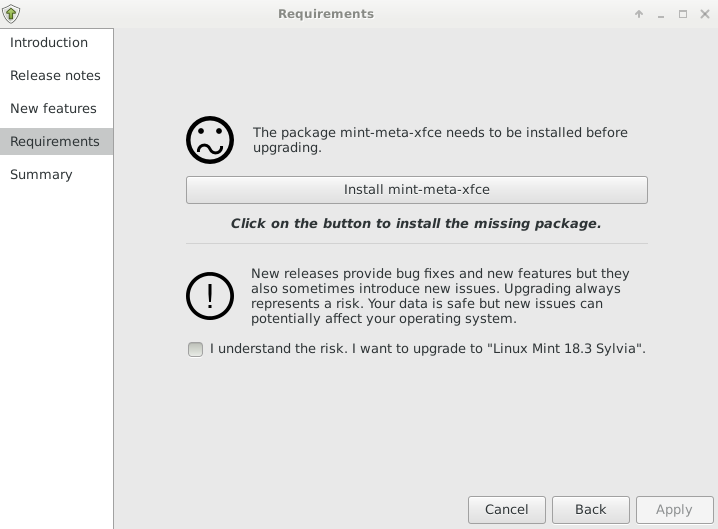 Requirements
Introduction
Release notes
New features
Requirements
Summary
The package mint-meta-xfce needs to be installed before
upgrading.
Install mint-meta-xfce
Click on the button to install the missing package.
New releases provide bug fixes and new features but they
also sometimes introduce new issues. Upgrading always
represents a risk. Your data is safe but new issues can
potentially affect your operating system.
I understand the risk. I want to upgrade to "Linux Mint 18.3 Sylvia".
Cancel
Back
Apply